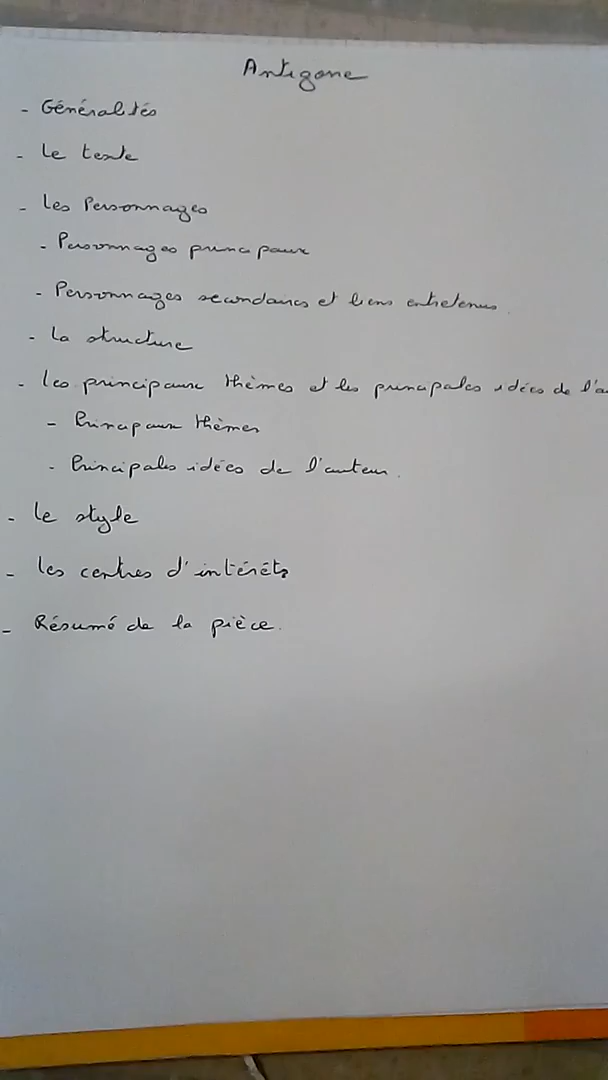 Antigone
- Généralités
- Le texte
- Les Personnages
- Personnages principaux
- Personnages secondaires et liens entretenus.
- La structure
- Les principaux thèmes et les principales idées de l'a
- Principaux thèmes
- Principales idées de l'auteur.
- Le style
- Les centres d'intérêts
- Résumé de la pièce.